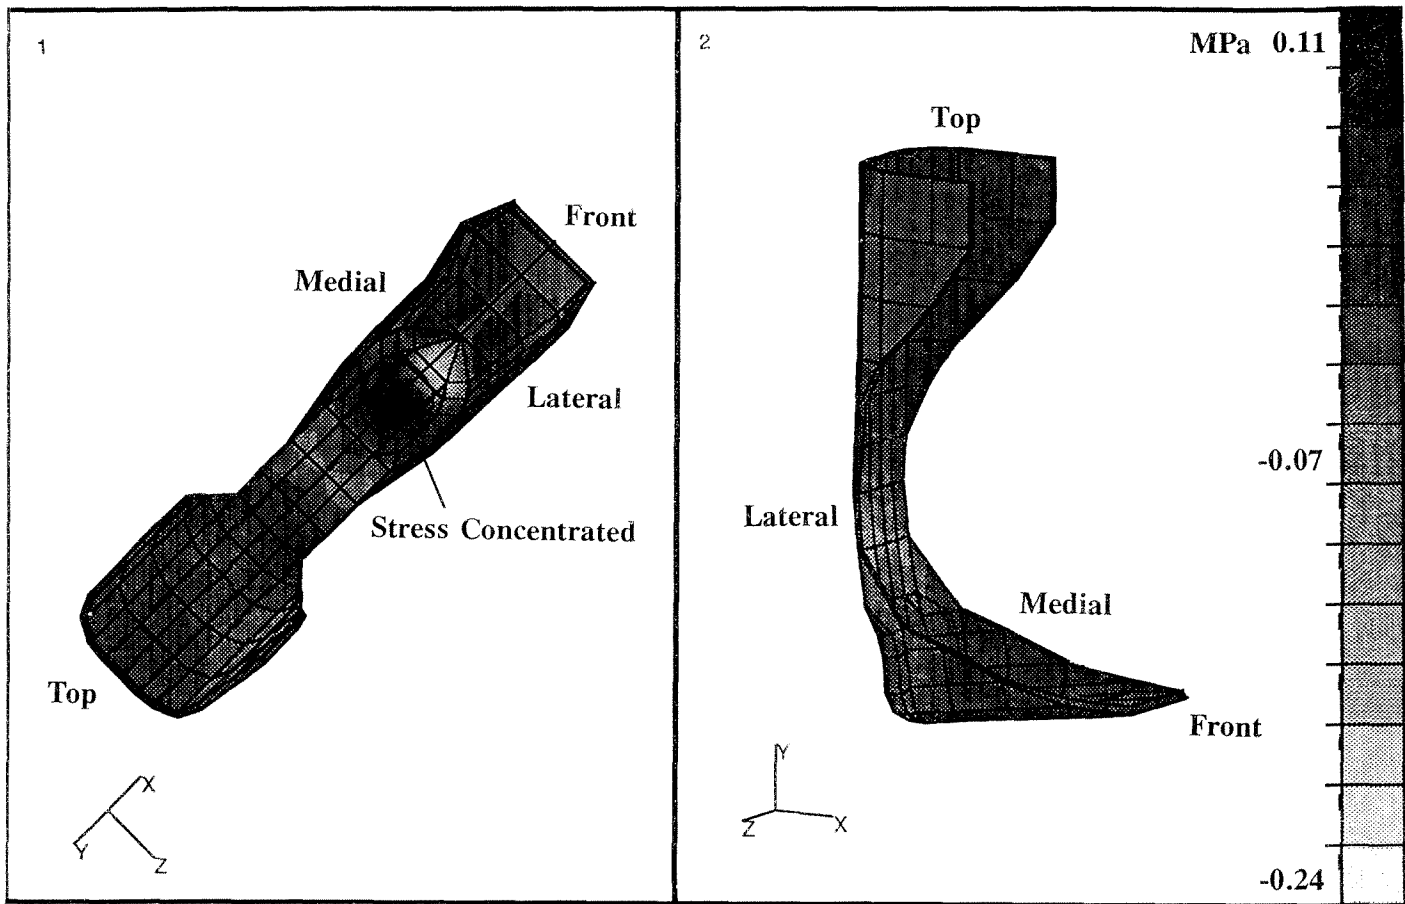 1
Front
Medial
Lateral
Stress Concentrated
Top
X
Y
Z
2
MPa 0.11
Top
-0.07
Lateral
Medial
Front
Y
Z
X
-0.24